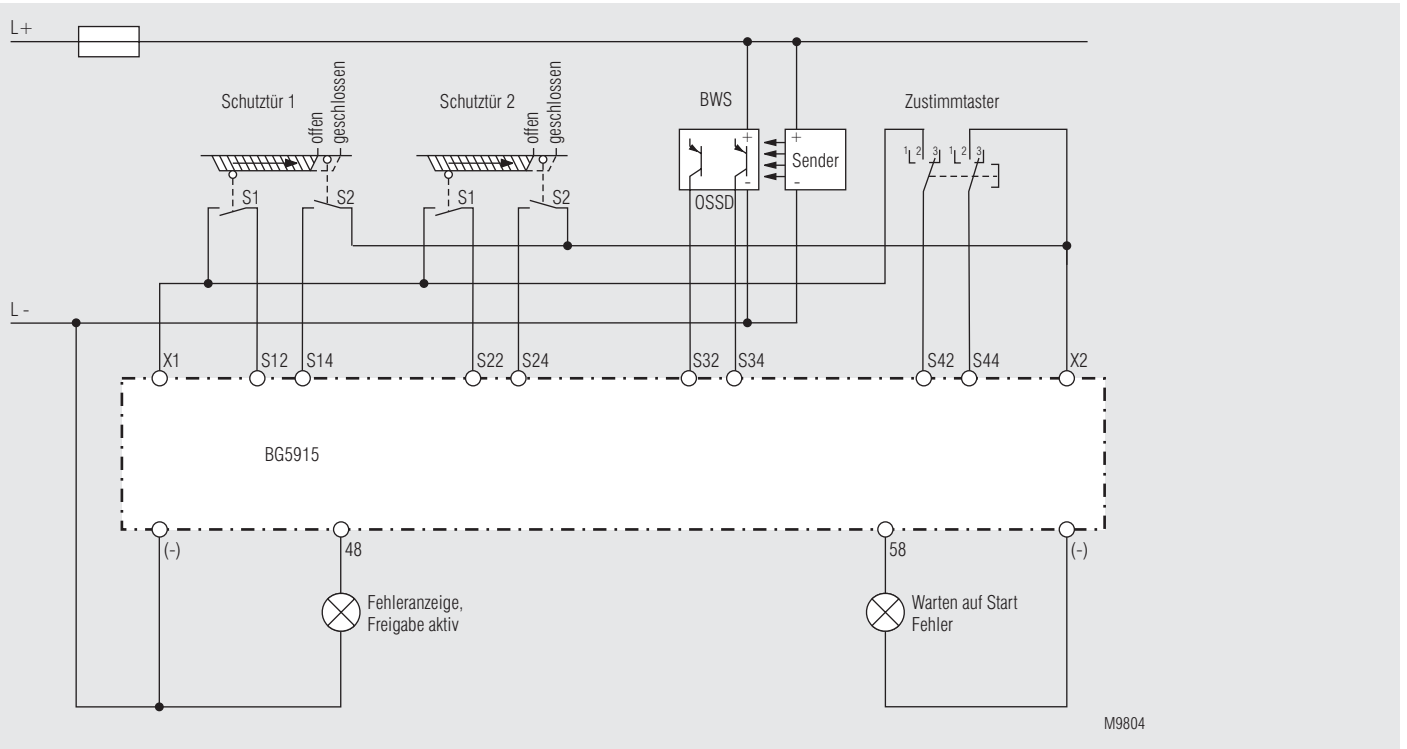 L+
Schutztür 1
offen
geschlossen
Schutztür 2
offen
geschlossen
BWS
Zustimmtaster
+
+
Sender
-
-
OSSD
1 2 3
1 2 3
S1
S2
S1
S2
L -
X1
S12
S14
S22
S24
S32
S34
S42
S44
X2
BG5915
(-)
48
58
(-)
Fehleranzeige,
Freigabe aktiv
Warten auf Start
Fehler
M9804